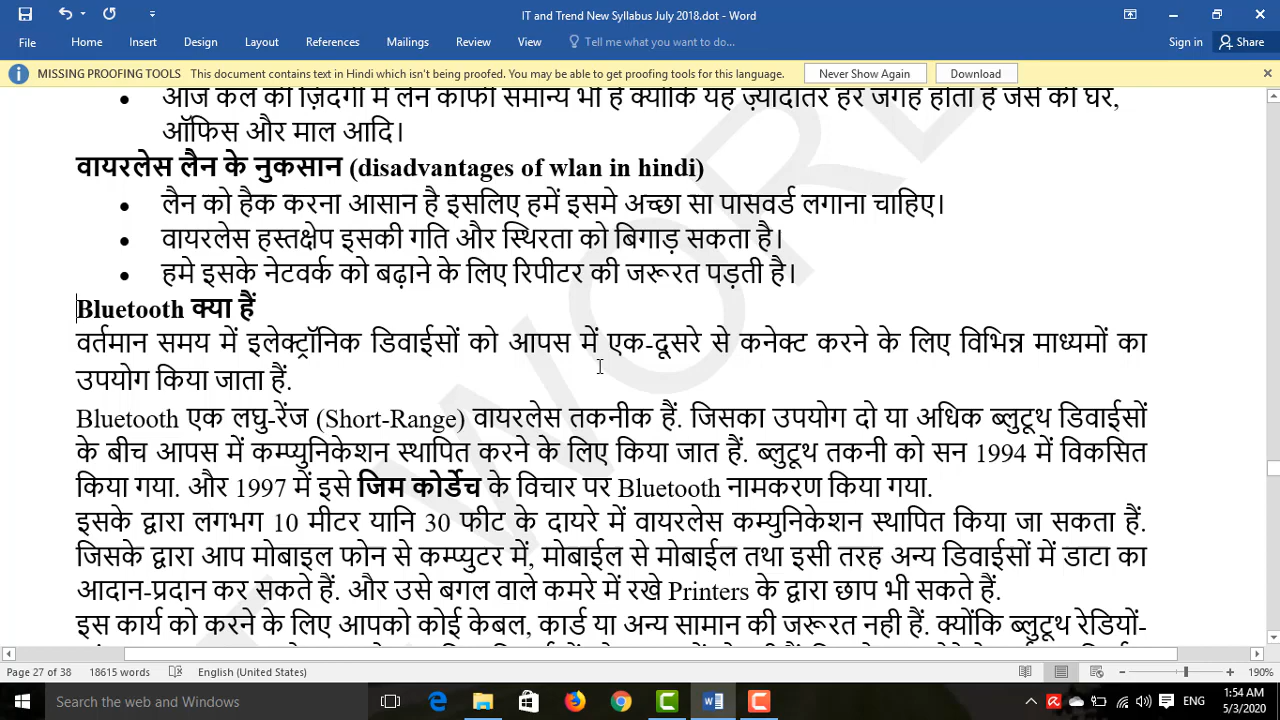 IT and Trend New Syllabus July 2018.dot - Word
File Home Insert Design Layout References Mailings Review View Tell me what you want to do... Sign in Share
MISSING PROOFING TOOLS This document contains text in Hindi which isn't being proofed. You may be able to get proofing tools for this language. Never Show Again Download
आज कल की ज़िंदगी में लैन काफी समान्य भी है क्योंकि यह ज़्यादातर हर जगह होता है जैसे की घर,
ऑफिस और माल आदि।
वायरलेस लैन के नुकसान (disadvantages of wlan in hindi)
• लैन को हैक करना आसान है इसलिए हमें इसमे अच्छा सा पासवर्ड लगाना चाहिए।
• वायरलेस हस्तक्षेप इसकी गति और स्थिरता को बिगाड़ सकता है।
• हमे इसके नेटवर्क को बढ़ाने के लिए रिपीटर की जरूरत पड़ती है।
Bluetooth क्या हैं
वर्तमान समय में इलेक्ट्रॉनिक डिवाईसों को आपस में एक-दूसरे से कनेक्ट करने के लिए विभिन्न माध्यमों का
उपयोग किया जाता हैं.
Bluetooth एक लघु-रेंज (Short-Range) वायरलेस तकनीक हैं. जिसका उपयोग दो या अधिक ब्लुटूथ डिवाईसों
के बीच आपस में कम्प्युनिकेशन स्थापित करने के लिए किया जात हैं. ब्लुटूथ तकनी को सन 1994 में विकसित
किया गया. और 1997 में इसे जिम कोर्डेच के विचार पर Bluetooth नामकरण किया गया.
इसके द्वारा लगभग 10 मीटर यानि 30 फीट के दायरे में वायरलेस कम्युनिकेशन स्थापित किया जा सकता हैं.
जिसके द्वारा आप मोबाइल फोन से कम्प्युटर में, मोबाईल से मोबाईल तथा इसी तरह अन्य डिवाईसों में डाटा का
आदान-प्रदान कर सकते हैं. और उसे बगल वाले कमरे में रखे Printers के द्वारा छाप भी सकते हैं.
इस कार्य को करने के लिए आपको कोई केबल, कार्ड या अन्य सामान की जरूरत नही हैं. क्योंकि ब्लुटूथ रेडियों-
Page 27 of 38 18615 words English (United States) 190%
Search the Web and Windows ENG 1:54 AM
5/3/2020